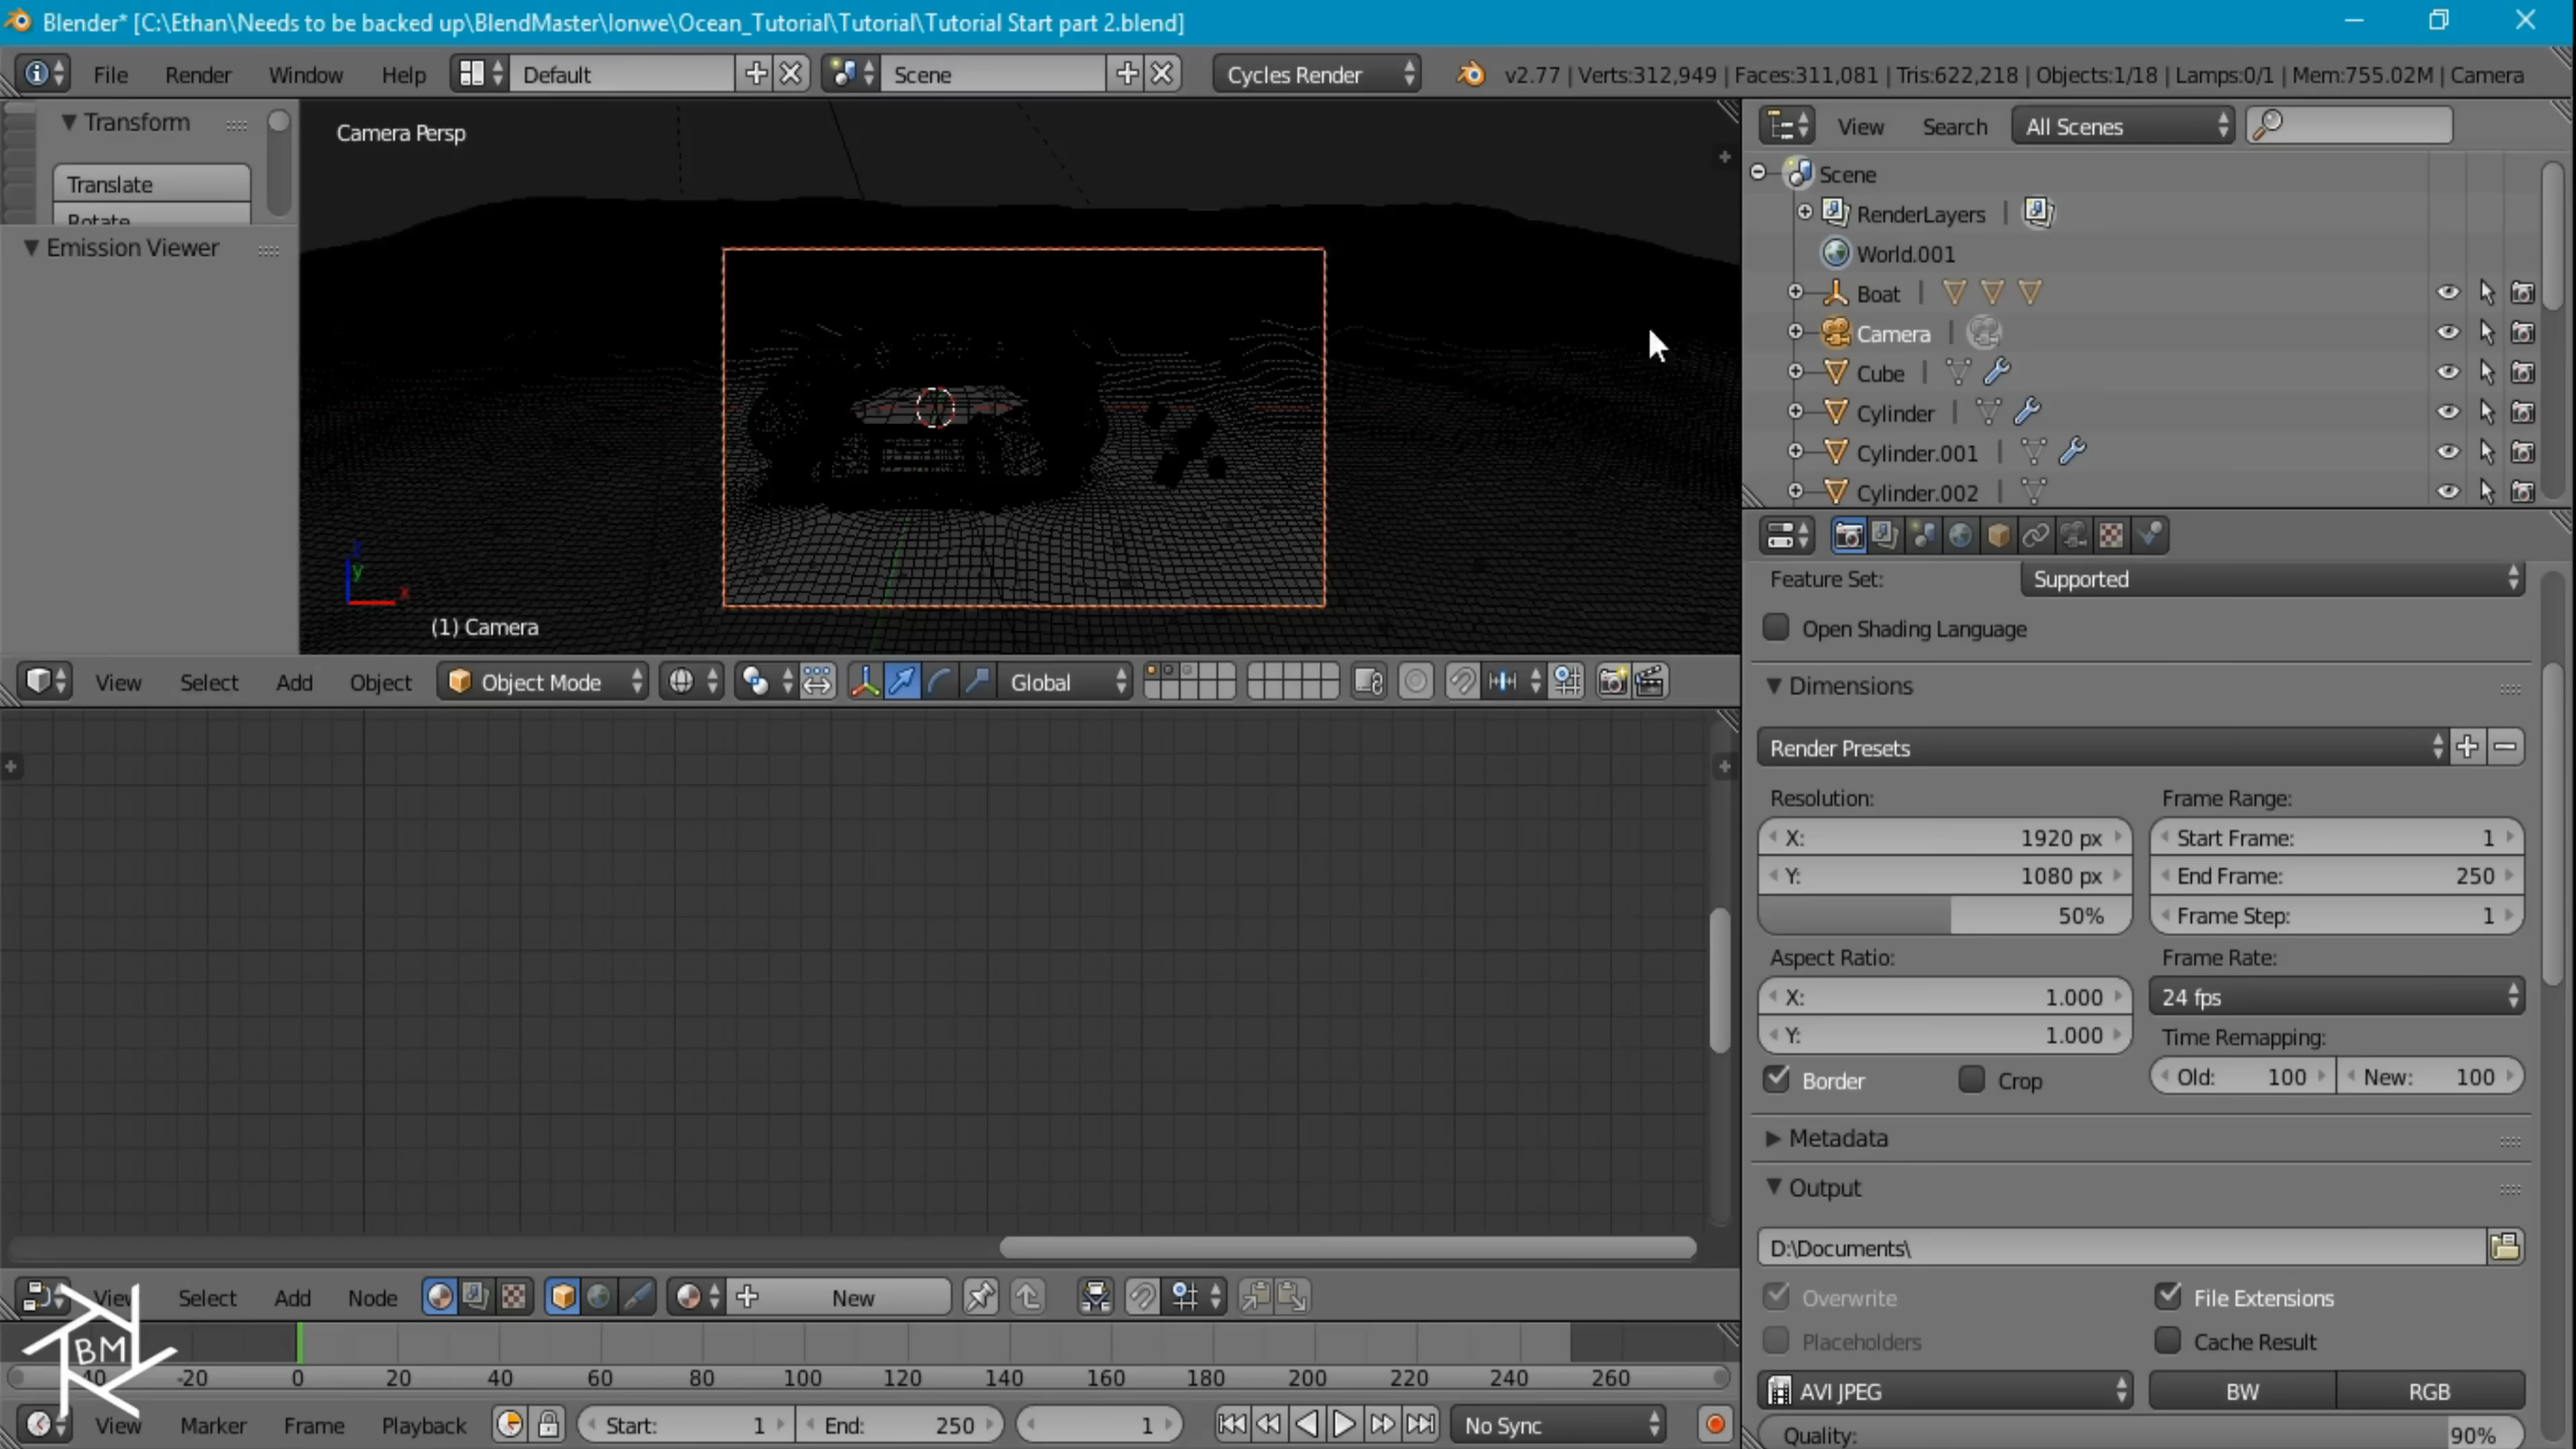 Blender* [C:\Ethan\Needs to be backed up\BlendMaster\Ionwe\Ocean_Tutorial\Tutorial\Tutorial Start part 2.blend]
File Render Window Help Default Scene Cycles Render v2.77 | Verts:312,949 | Faces:311,081 | Tris:622,218 | Objects:1/18 | Lamps:0/1 | Mem:755.02M | Camera
Transform
Translate
Rotate
Emission Viewer
Camera Persp
z
y
x
(1) Camera
View Search All Scenes
Scene
RenderLayers |
World.001
Boat |
Camera |
Cube |
Cylinder |
Cylinder.001 |
Cylinder.002 |
View Select Add Object Object Mode Global
Feature Set: Supported
Open Shading Language
Dimensions
Render Presets
Resolution: Frame Range:
X: 1920 px Start Frame: 1
Y: 1080 px End Frame: 250
50% Frame Step: 1
Aspect Ratio: Frame Rate:
X: 1.000 24 fps
Y: 1.000 Time Remapping:
Border Crop Old: 100 New: 100
Metadata
Output
D:\Documents\
Overwrite File Extensions
Placeholders Cache Result
AVI JPEG BW RGB
Quality: 90%
View Select Add Node New
BM
-20 0 20 40 60 80 100 120 140 160 180 200 220 240 260
View Marker Frame Playback Start: 1 End: 250 1 No Sync